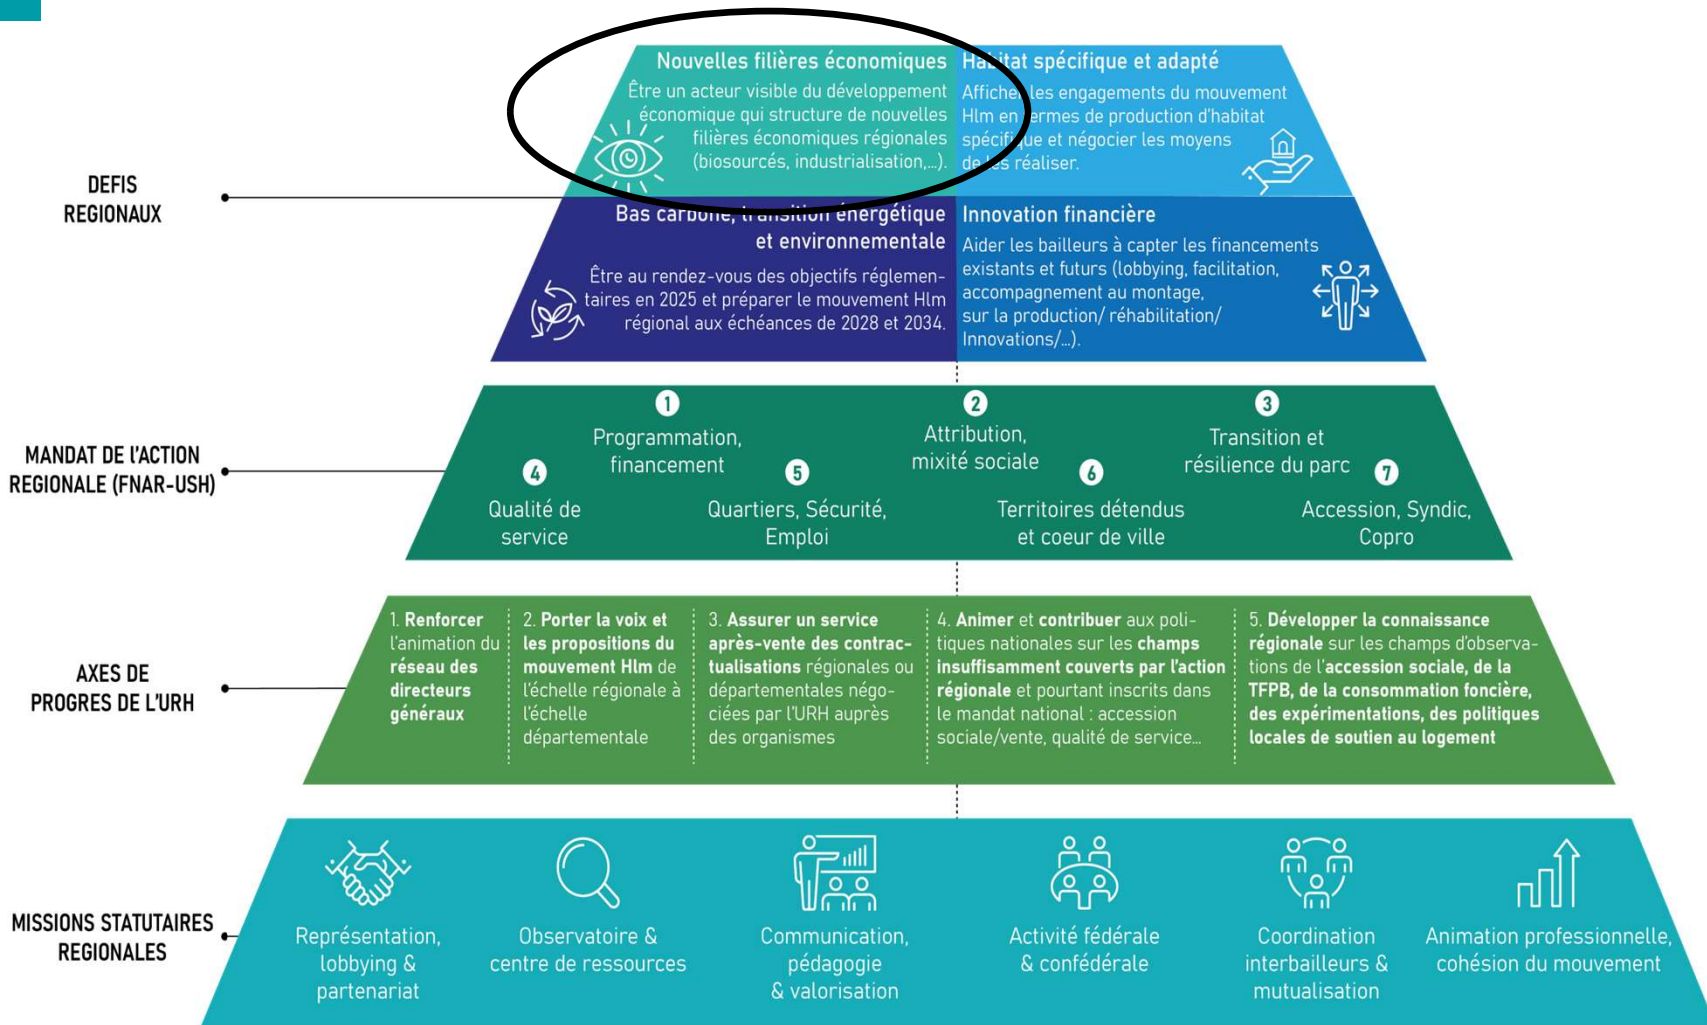 Nouvelles filières économiques
Être un acteur visible du développement
économique qui structure de nouvelles
filières économiques régionales
(biosourcés, industrialisation,...).
Habitat spécifique et adapté
Afficher les engagements du mouvement
Hlm en termes de production d'habitat
spécifique et négocier les moyens
de les réaliser.
DEFIS
REGIONAUX
Bas carbone, transition énergétique
et environnementale
Être au rendez-vous des objectifs réglemen-
taires en 2025 et préparer le mouvement Hlm
régional aux échéances de 2028 et 2034.
Innovation financière
Aider les bailleurs à capter les financements
existants et futurs (lobbying, facilitation,
accompagnement au montage,
sur la production/ réhabilitation/
Innovations/...).
MANDAT DE l'ACTION
REGIONALE (FNAR-USH)
1
Programmation,
financement
2
Attribution,
mixité sociale
3
Transition et
résilience du parc
4
Qualité de
service
5
Quartiers, Sécurité,
Emploi
6
Territoires détendus
et coeur de ville
7
Accession, Syndic,
Copro
AXES DE
PROGRES DE L'URH
1. Renforcer
l'animation du
réseau des
directeurs
généraux
2. Porter la voix et
les propositions du
mouvement Hlm de
l'échelle régionale à
l'échelle
départementale
3. Assurer un service
après-vente des contrac-
tualisations régionales ou
départementales négo-
ciées par l'URH auprès
des organismes
4. Animer et contribuer aux poli-
tiques nationales sur les champs
insuffisamment couverts par l'action
régionale et pourtant inscrits dans
le mandat national : accession
sociale/vente, qualité de service...
5. Développer la connaissance
régionale sur les champs d'observa-
tions de l'accession sociale, de la
TFPB, de la consommation foncière,
des expérimentations, des politiques
locales de soutien au logement
MISSIONS STATUTAIRES
REGIONALES
Représentation,
lobbying &
partenariat
Observatoire &
centre de ressources
Communication,
pédagogie
& valorisation
Activité fédérale
& confédérale
Coordination
interbailleurs &
mutualisation
Animation professionnelle,
cohésion du mouvement